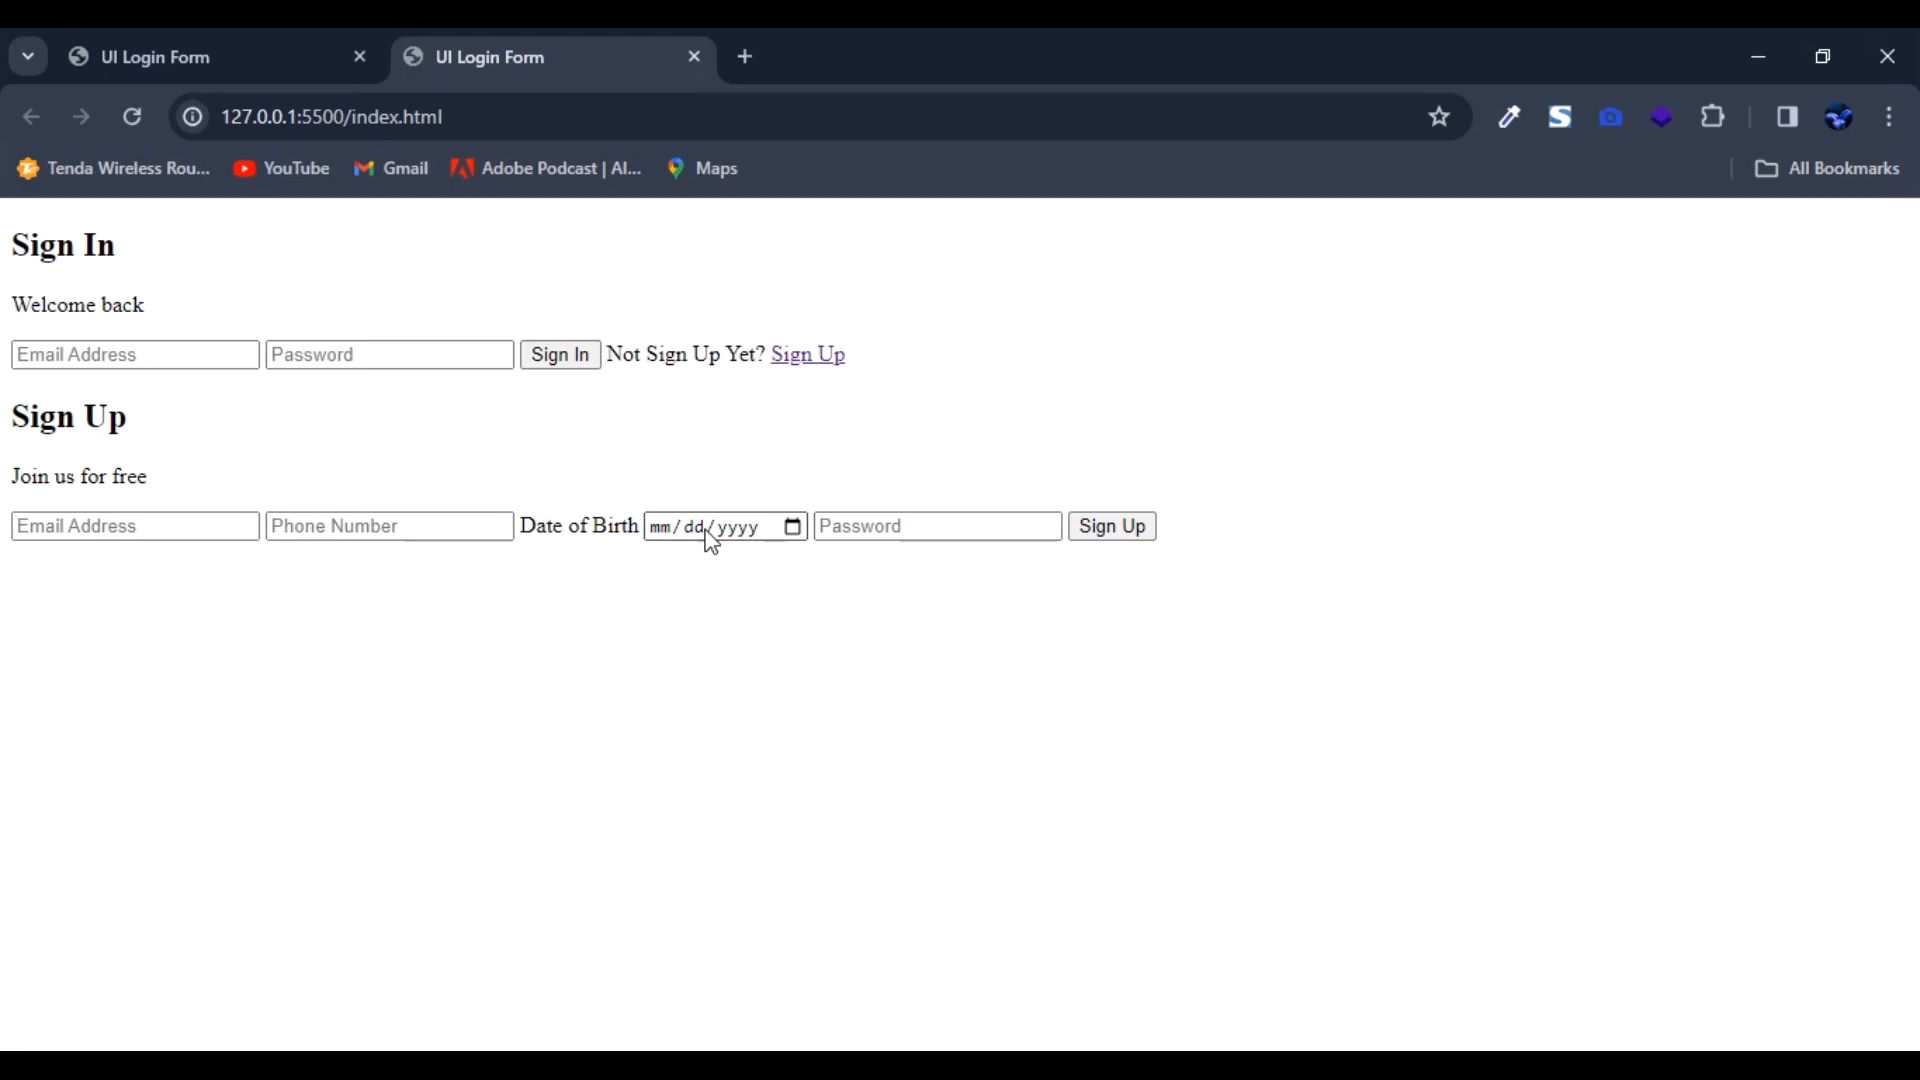 UI Login Form
UI Login Form
127.0.0.1:5500/index.html
Tenda Wireless Rou... YouTube Gmail Adobe Podcast | AI... Maps All Bookmarks
Sign In
Welcome back
Email Address Password Sign In Not Sign Up Yet? Sign Up
Sign Up
Join us for free
Email Address Phone Number Date of Birth mm/dd/yyyy Password Sign Up